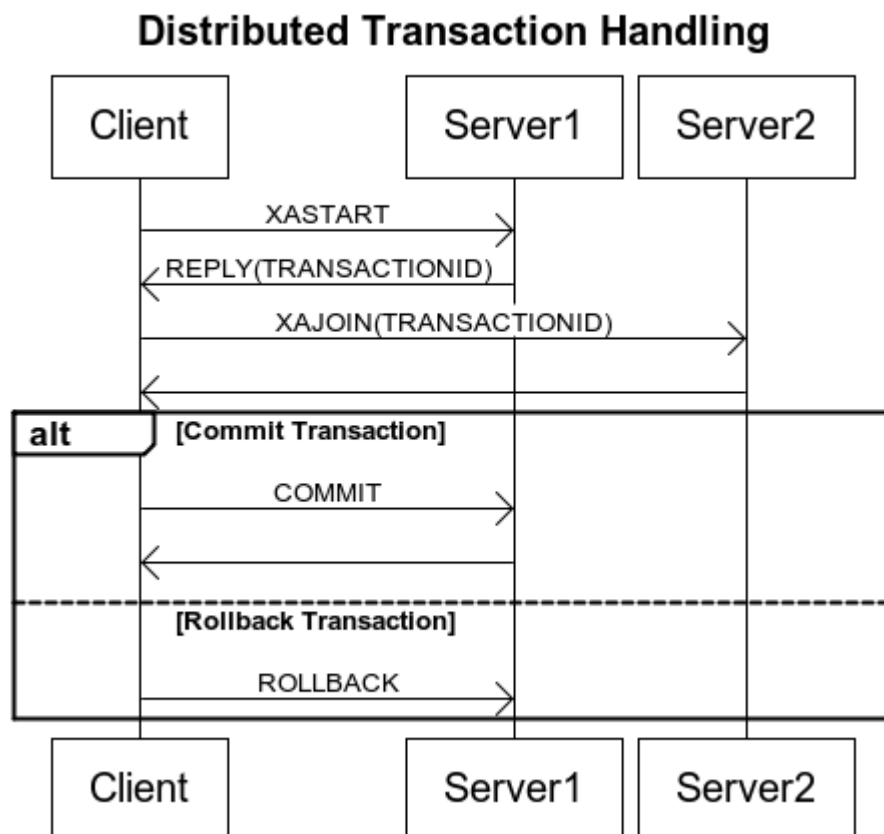 Distributed Transaction Handling
Client Server1 Server2
XASTART
REPLY(TRANSACTIONID)
XAJOIN(TRANSACTIONID)
alt [Commit Transaction]
COMMIT
[Rollback Transaction]
ROLLBACK
Client Server1 Server2